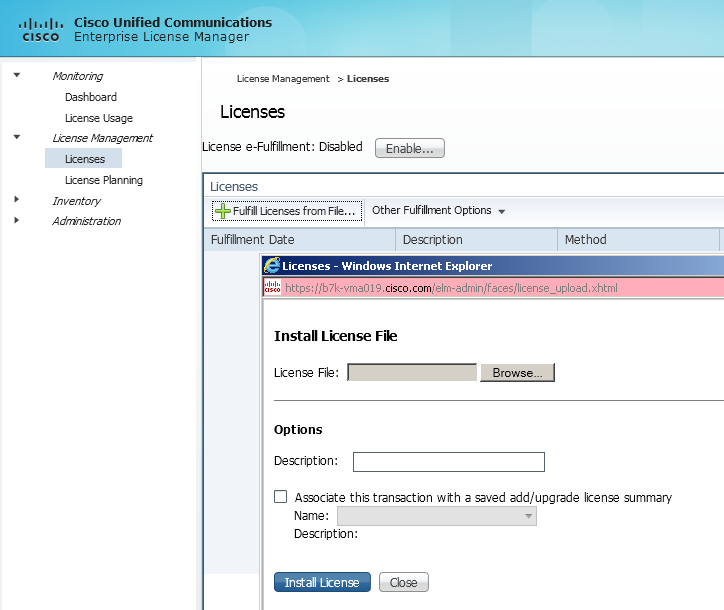 CISCO
Cisco Unified Communications
Enterprise License Manager
Monitoring
Dashboard
License Usage
License Management
Licenses
License Planning
Inventory
Administration
License Management > Licenses
Licenses
License e-Fulfillment: Disabled Enable...
Licenses
Fulfill Licenses from File... Other Fulfillment Options
Fulfillment Date Description Method
Licenses - Windows Internet Explorer
CISCO https://b7k-vma019.cisco.com/elm-admin/faces/license_upload.xhtml
Install License File
License File: Browse...
Options
Description:
Associate this transaction with a saved add/upgrade license summary
Name:
Description:
Install License Close